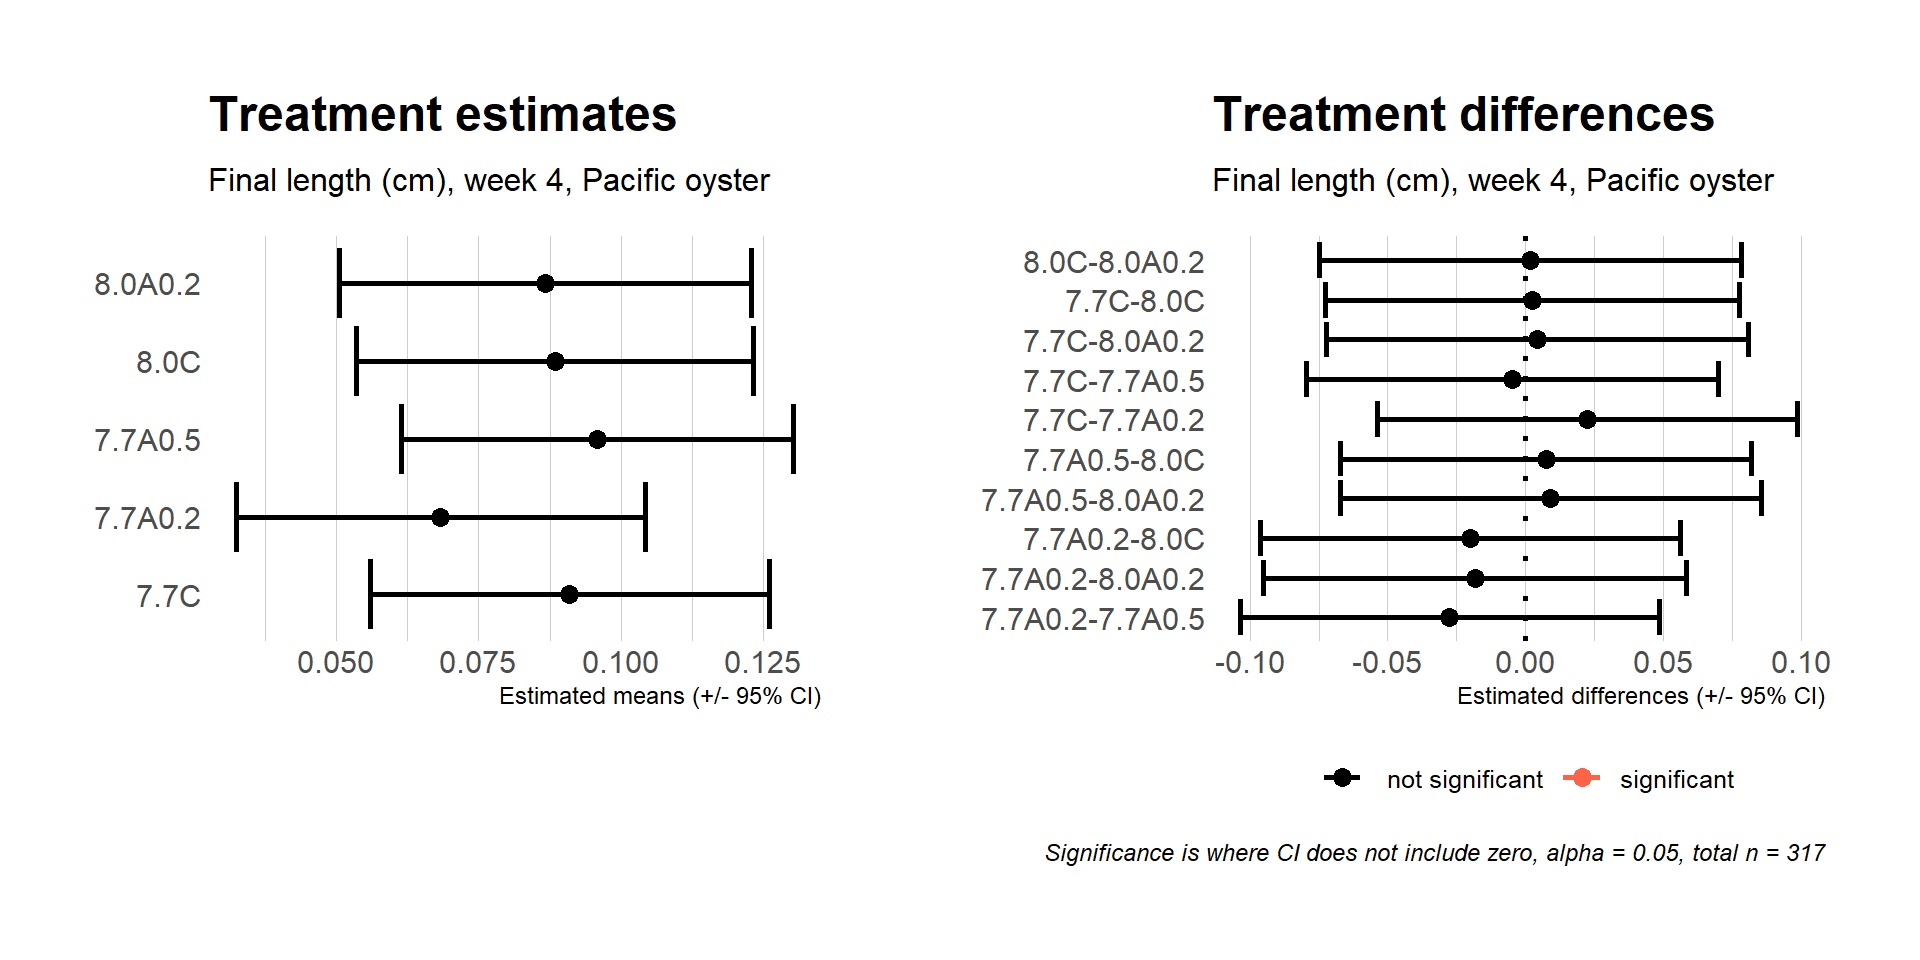 Treatment estimates
Final length (cm), week 4, Pacific oyster
8.0A0.2
8.0C
7.7A0.5
7.7A0.2
7.7C
0.050 0.075 0.100 0.125
Estimated means (+/- 95% CI)
Treatment differences
Final length (cm), week 4, Pacific oyster
8.0C-8.0A0.2
7.7C-8.0C
7.7C-8.0A0.2
7.7C-7.7A0.5
7.7C-7.7A0.2
7.7A0.5-8.0C
7.7A0.5-8.0A0.2
7.7A0.2-8.0C
7.7A0.2-8.0A0.2
7.7A0.2-7.7A0.5
-0.10 -0.05 0.00 0.05 0.10
Estimated differences (+/- 95% CI)
not significant significant
Significance is where CI does not include zero, alpha = 0.05, total n = 317